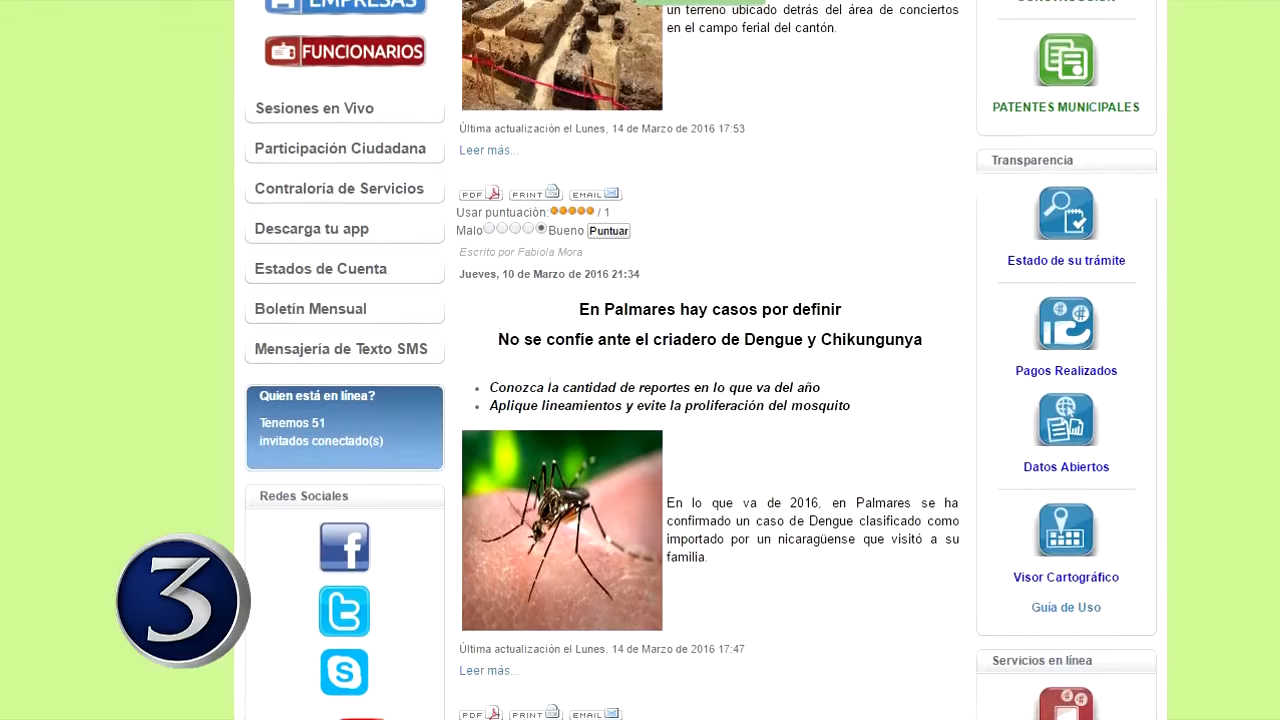 EMPRESAS
FUNCIONARIOS
Sesiones en Vivo
Participación Ciudadana
Contraloría de Servicios
Descarga tu app
Estados de Cuenta
Boletín Mensual
Mensajería de Texto SMS
Quien está en línea?
Tenemos 51
invitados conectado(s)
Redes Sociales
f
t
S
3
un terreno ubicado detrás del área de conciertos
en el campo ferial del cantón.
Última actualización el Lunes, 14 de Marzo de 2016 17:53
Leer más...
PDF PRINT EMAIL
Usar puntuación: / 1
Malo Bueno Puntuar
Escrito por Fabiola Mora
Jueves, 10 de Marzo de 2016 21:34
En Palmares hay casos por definir
No se confíe ante el criadero de Dengue y Chikungunya
Conozca la cantidad de reportes en lo que va del año
Aplique lineamientos y evite la proliferación del mosquito
En lo que va de 2016, en Palmares se ha
confirmado un caso de Dengue clasificado como
importado por un nicaragüense que visitó a su
familia.
Última actualización el Lunes, 14 de Marzo de 2016 17:47
Leer más...
PDF PRINT EMAIL
PATENTES MUNICIPALES
Transparencia
Estado de su trámite
Pagos Realizados
Datos Abiertos
Visor Cartográfico
Guía de Uso
Servicios en línea